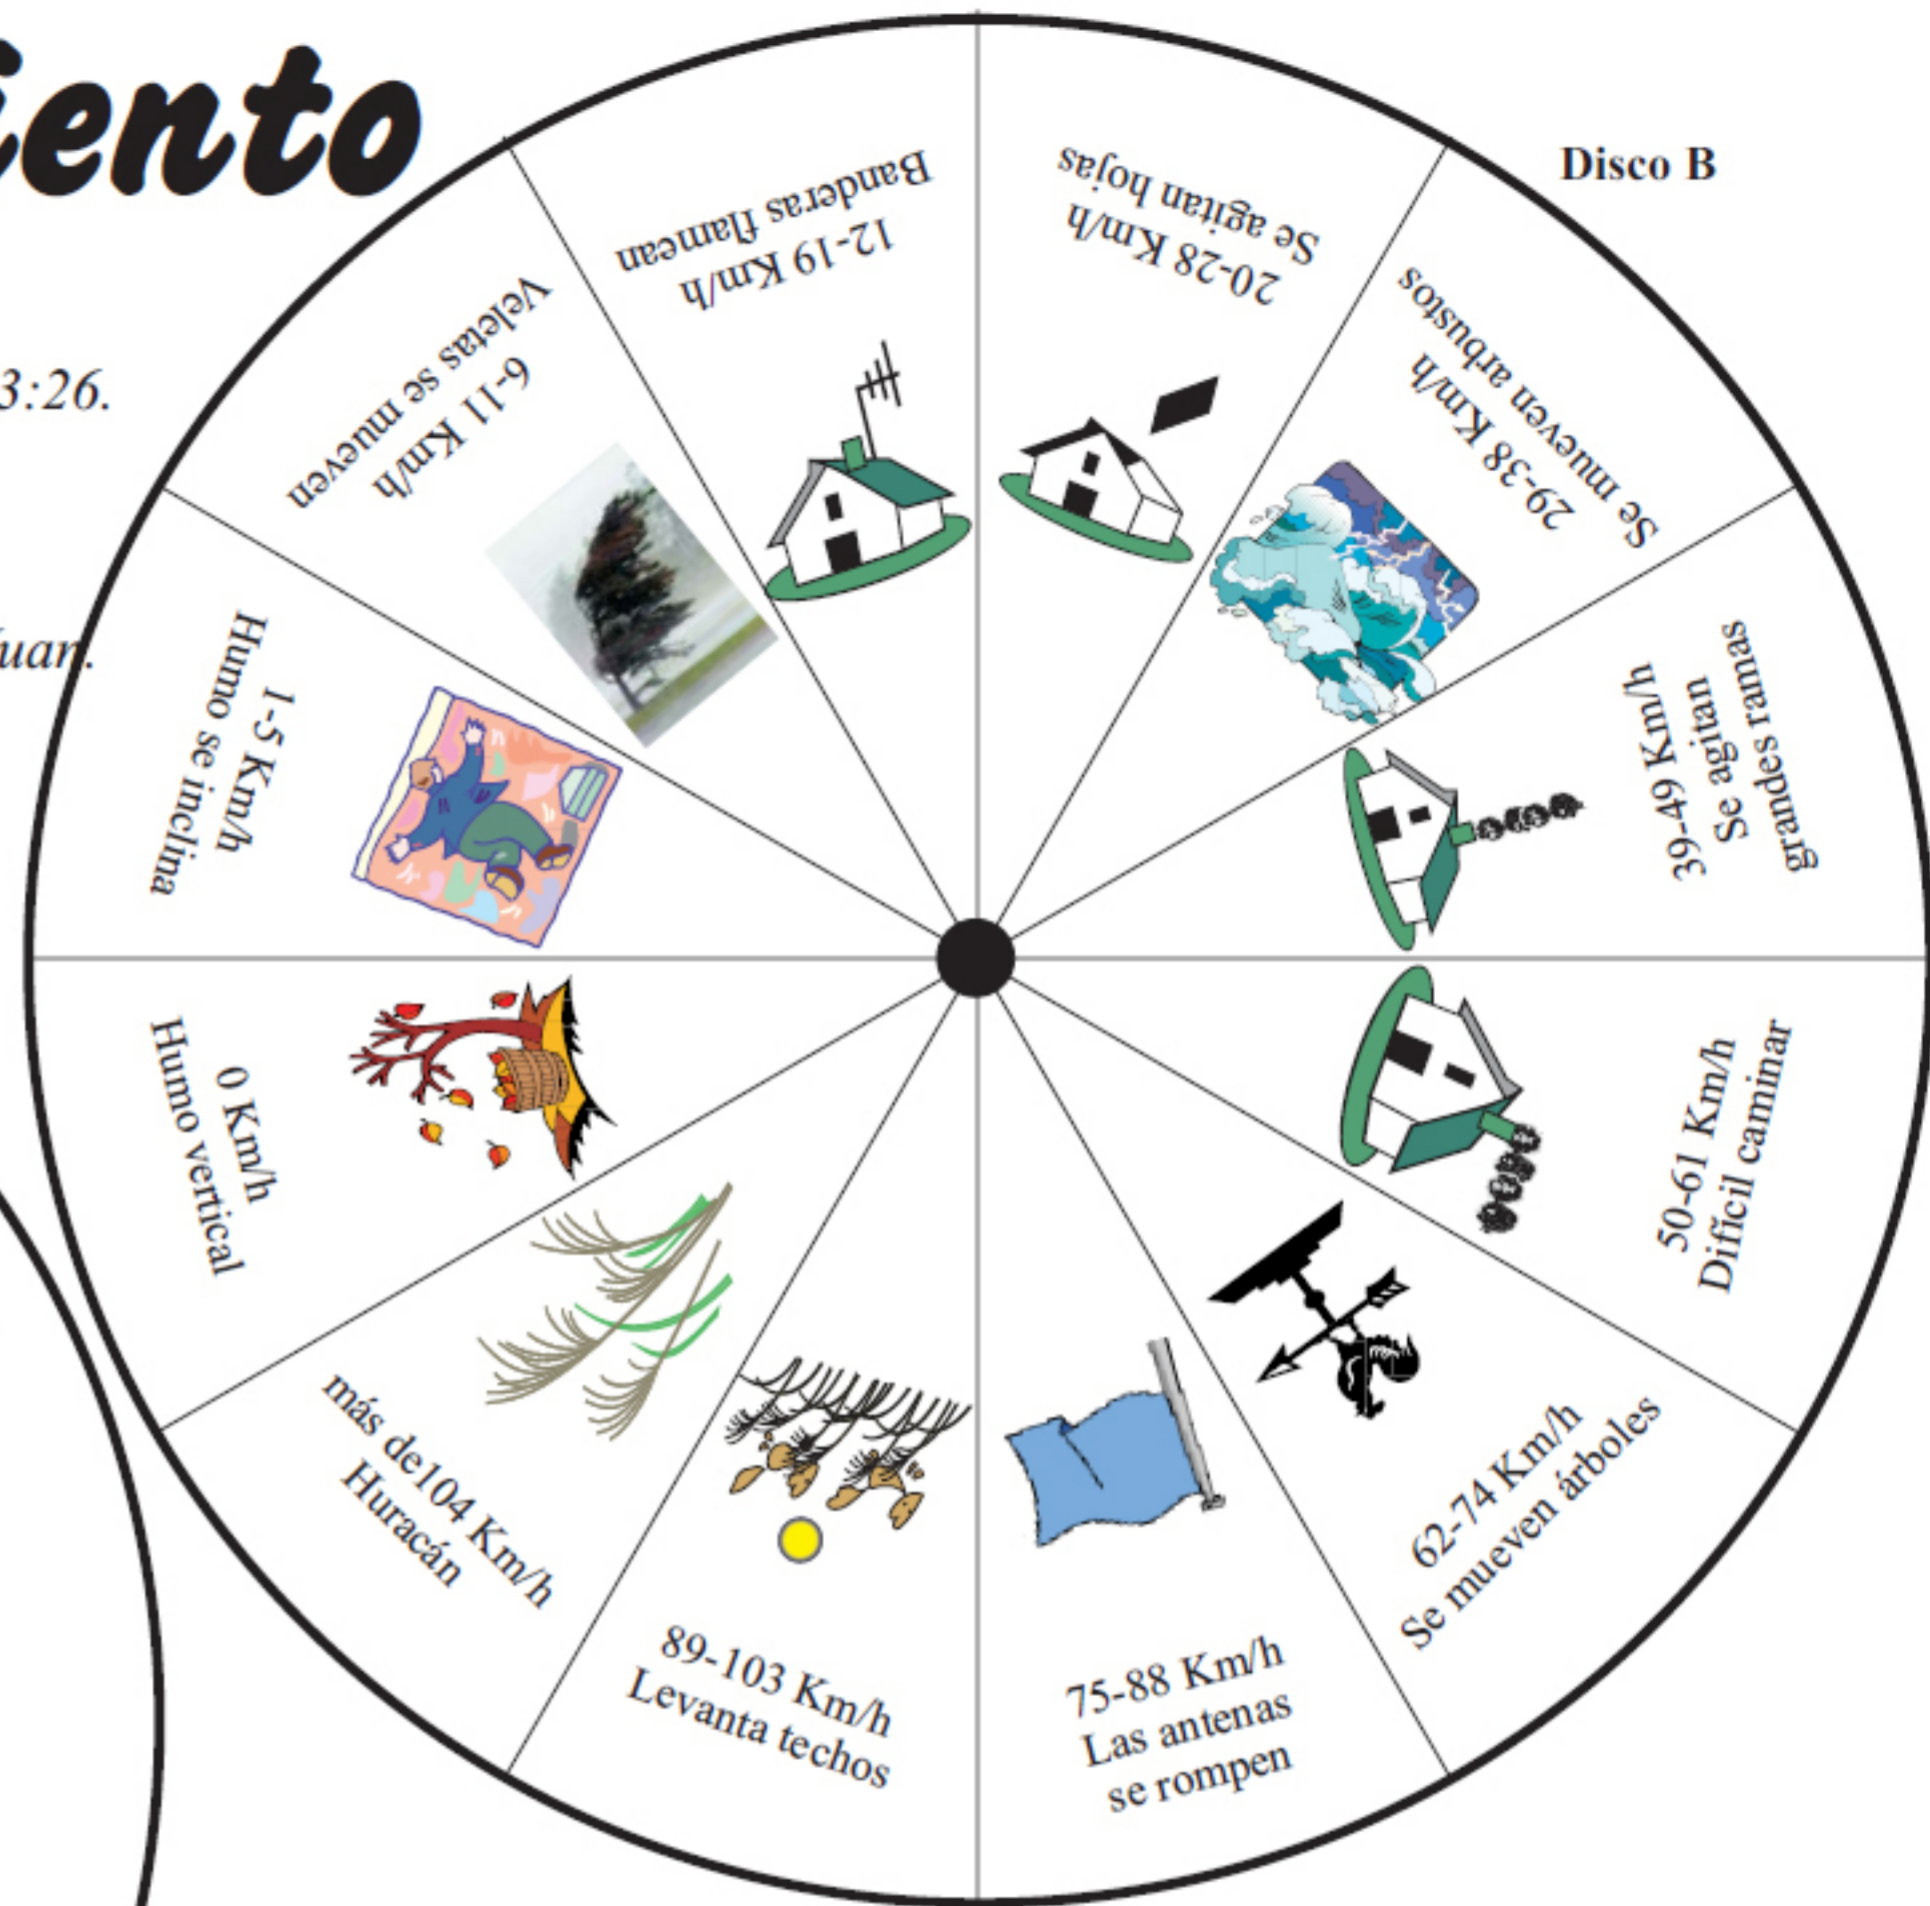 iento
Disco B
3:26.
uan.
0 Km/h
Humo vertical
1-5 Km/h
Humo se inclina
6-11 Km/h
Veletas se mueven
12-19 Km/h
Banderas flamean
20-28 Km/h
Se agitan hojas
29-38 Km/h
Se mueven arbustos
39-49 Km/h
Se agitan
grandes ramas
50-61 Km/h
Difícil caminar
62-74 Km/h
Se mueven árboles
75-88 Km/h
Las antenas
se rompen
89-103 Km/h
Levanta techos
más de104 Km/h
Huracán